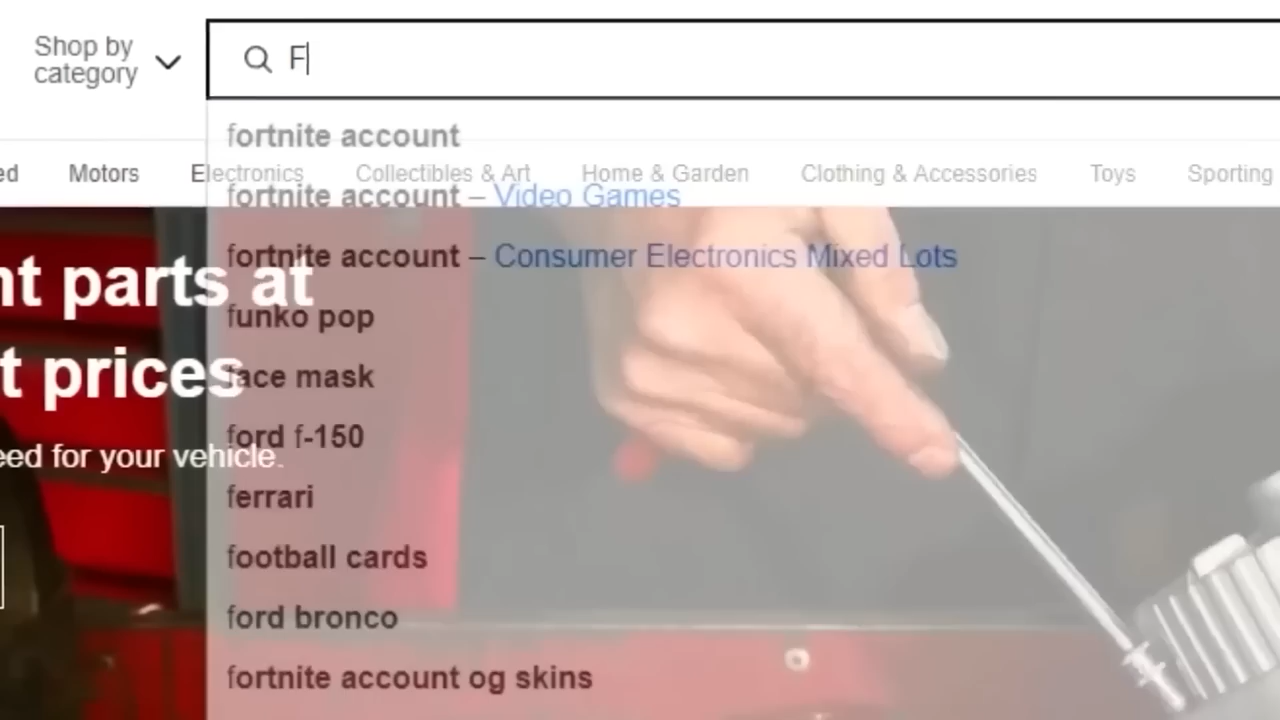 Shop by
category
F
fortnite account
ed Motors Electronics Collectibles & Art Home & Garden Clothing & Accessories Toys Sporting
fortnite account – Video Games
fortnite account – Consumer Electronics Mixed Lots
nt parts at
funko pop
t prices
face mask
ford f-150
eed for your vehicle.
ferrari
football cards
ford bronco
fortnite account og skins